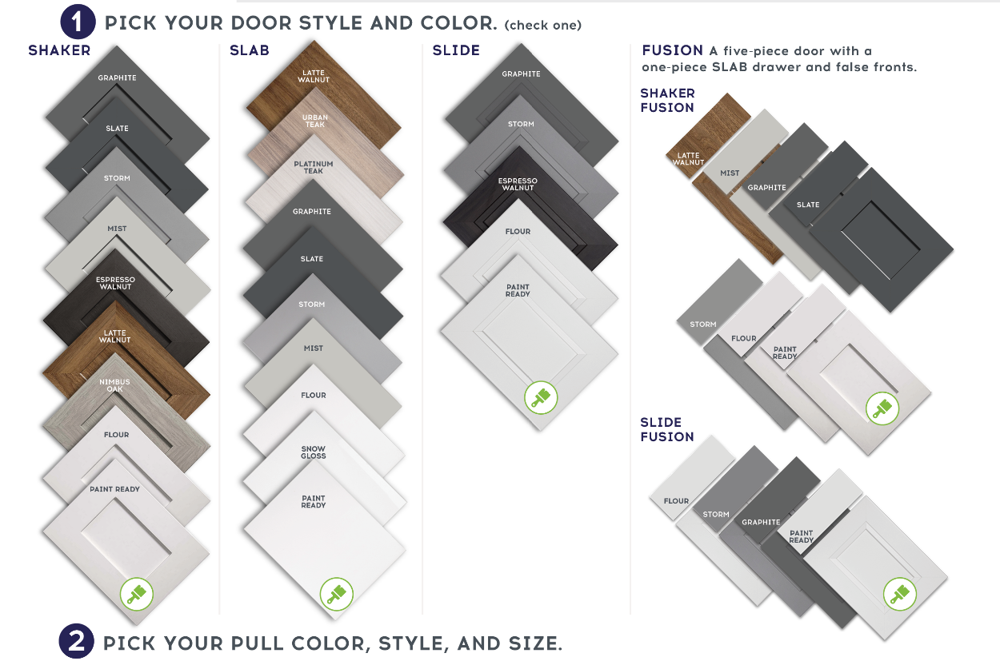 1 PICK YOUR DOOR STYLE AND COLOR. (check one)
SHAKER
GRAPHITE
SLATE
STORM
MIST
ESPRESSO
WALNUT
LATTE
WALNUT
NIMBUS
OAK
FLOUR
PAINT READY
SLAB
LATTE
WALNUT
URBAN
TEAK
PLATINUM
TEAK
GRAPHITE
SLATE
STORM
MIST
FLOUR
SNOW
GLOSS
PAINT
READY
SLIDE
GRAPHITE
STORM
ESPRESSO
WALNUT
FLOUR
PAINT
READY
FUSION A five-piece door with a
one-piece SLAB drawer and false fronts.
SHAKER
FUSION
LATTE
WALNUT
MIST
GRAPHITE
SLATE
STORM
FLOUR
PAINT
READY
SLIDE
FUSION
FLOUR
STORM
GRAPHITE
PAINT
READY
2 PICK YOUR PULL COLOR, STYLE, AND SIZE.